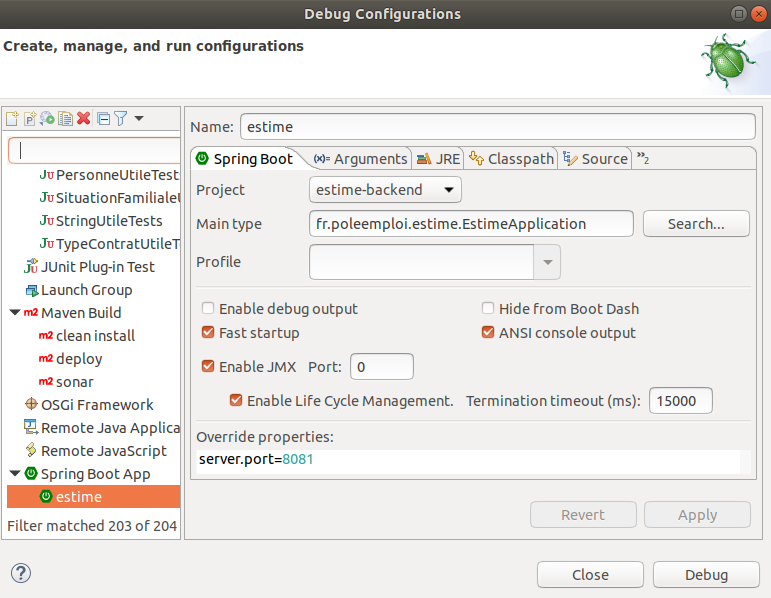 Debug Configurations
Create, manage, and run configurations
Name: estime
Spring Boot (x)= Arguments JRE Classpath Source »2
PersonneUtileTest
SituationFamilialeU
StringUtileTests
TypeContratUtileT
JUnit Plug-in Test
Launch Group
Maven Build
clean install
deploy
sonar
OSGi Framework
Remote Java Applica
Remote JavaScript
Spring Boot App
estime
Filter matched 203 of 204
Project estime-backend
Main type fr.poleemploi.estime.EstimeApplication Search...
Profile
Enable debug output Hide from Boot Dash
Fast startup ANSI console output
Enable JMX Port: 0
Enable Life Cycle Management. Termination timeout (ms): 15000
Override properties:
server.port=8081
Revert Apply
Close Debug